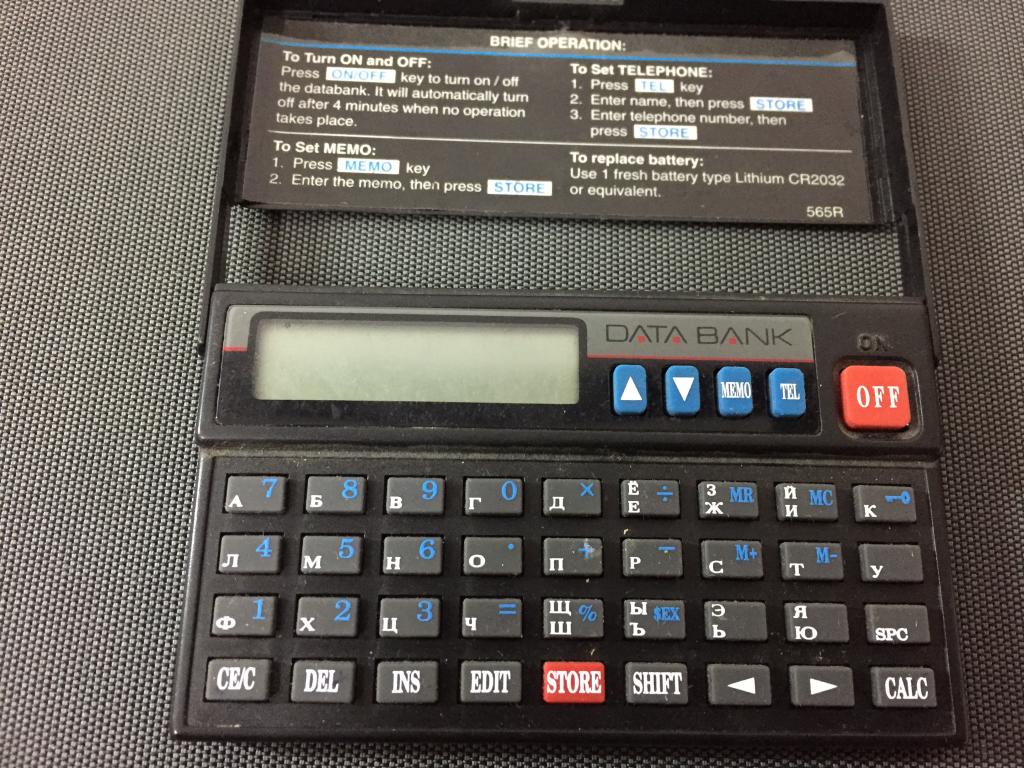 BRIEF OPERATION:
To Turn ON and OFF:
Press ON/OFF key to turn on / off
the databank. It will automatically turn
off after 4 minutes when no operation
takes place.
To Set TELEPHONE:
1. Press TEL key
2. Enter name, then press STORE
3. Enter telephone number, then
press STORE
To Set MEMO:
1. Press MEMO key
2. Enter the memo, then press STORE
To replace battery:
Use 1 fresh battery type Lithium CR2032
or equivalent.
565R
DATA BANK
ON
▲ ▼ MEMO TEL OFF
А 7 Б 8 В 9 Г 0 Д × Ё Е ÷ З Ж MR Й И MC К
Л 4 М 5 Н 6 О · П + Р − С M+ Т M- У
Ф 1 Х 2 Ц 3 Ч = Щ Ш % Ы Ъ $EX Э Ь Я Ю SPC
CE/C DEL INS EDIT STORE SHIFT ◄ ► CALC